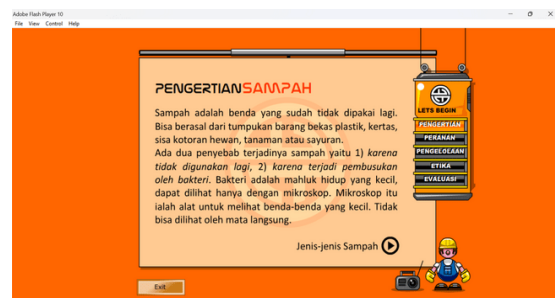 Adobe Flash Player 10
File View Control Help
PENGERTIAN SAMPAH
Sampah adalah benda yang sudah tidak dipakai lagi.
Bisa berasal dari tumpukan barang bekas plastik, kertas,
sisa kotoran hewan, tanaman atau sayuran.
Ada dua penyebab terjadinya sampah yaitu 1) karena
tidak digunakan lagi, 2) karena terjadi pembusukan
oleh bakteri. Bakteri adalah mahluk hidup yang kecil,
dapat dilihat hanya dengan mikroskop. Mikroskop itu
ialah alat untuk melihat benda-benda yang kecil. Tidak
bisa dilihat oleh mata langsung.
Jenis-jenis Sampah
LETS BEGIN
PENGERTIAN
PERANAN
PENGELOLAAN
ETIKA
EVALUASI
Exit